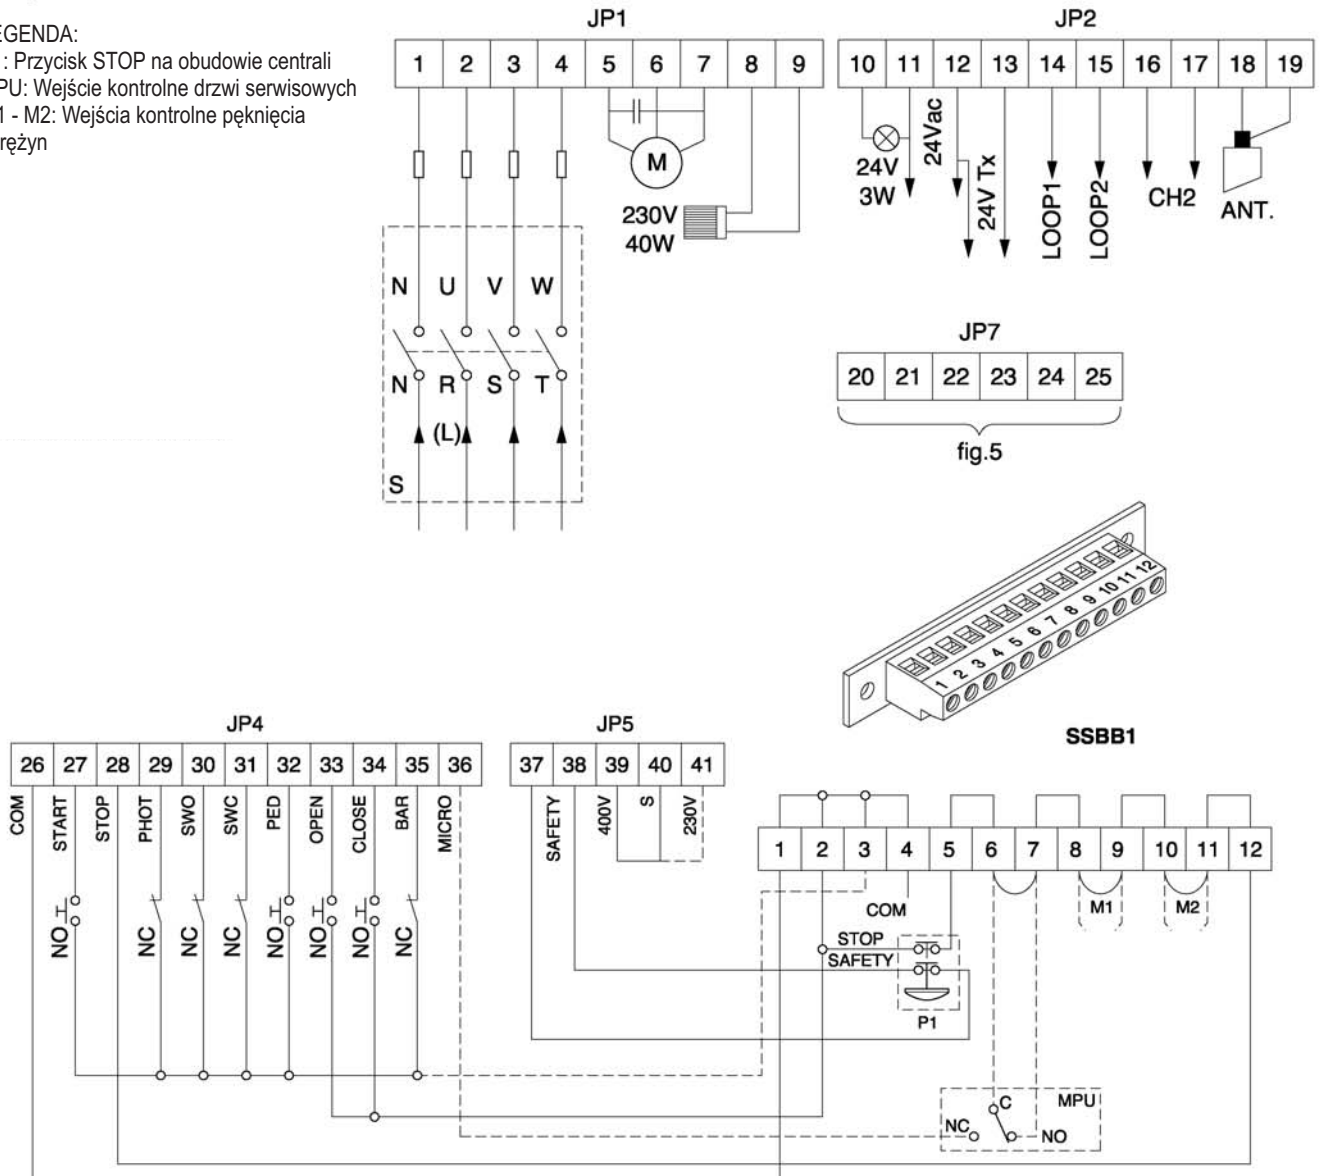 EGENDA:
: Przycisk STOP na obudowie centrali
PU: Wejście kontrolne drzwi serwisowych
1 - M2: Wejścia kontrolne pęknięcia
rężyn
JP1
1 2 3 4 5 6 7 8 9
M
230V
40W
N U V W
N R S T
(L)
S
JP2
10 11 12 13 14 15 16 17 18 19
24V
3W
24Vac
24V Tx
LOOP1
LOOP2
CH2
ANT.
JP7
20 21 22 23 24 25
fig.5
1 2 3 4 5 6 7 8 9 10 11 12
SSBB1
JP4
26 27 28 29 30 31 32 33 34 35 36
COM START STOP PHOT SWO SWC PED OPEN CLOSE BAR MICRO
NO NC NC NC NO NO NO NC
JP5
37 38 39 40 41
SAFETY 400V S 230V
1 2 3 4 5 6 7 8 9 10 11 12
COM
M1 M2
STOP
SAFETY
P1
C MPU
NC NO